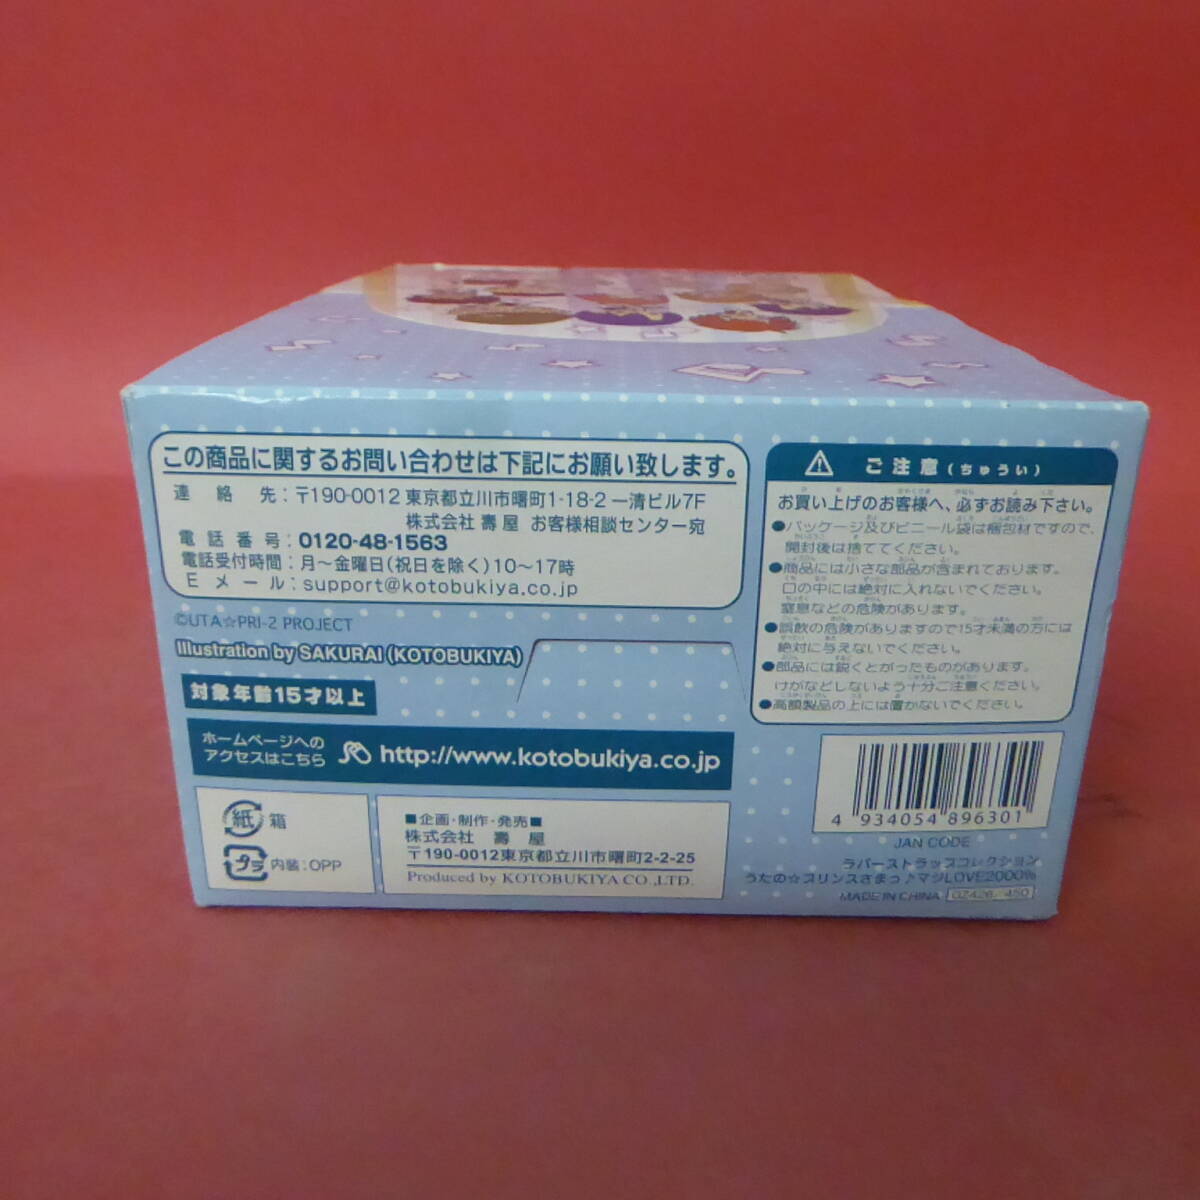 この商品に関するお問い合わせは下記にお願い致します。
連絡先：〒190-0012 東京都立川市曙町1-18-2 一清ビル7F
株式会社 壽屋 お客様相談センター宛
電話番号：0120-48-1563
電話受付時間：月～金曜日(祝日を除く)10～17時
Eメール：support@kotobukiya.co.jp
©UTA☆PRI-2 PROJECT
Illustration by SAKURAI (KOTOBUKIYA)
対象年齢15才以上
ホームページへの
アクセスはこちら
http://www.kotobukiya.co.jp
紙 箱
プラ 内装：OPP
■企画・制作・発売■
株式会社 壽屋
〒190-0012東京都立川市曙町2-2-25
Produced by KOTOBUKIYA CO.,LTD.
ご注意(ちゅうい)
お買い上げのお客様へ、必ずお読み下さい。
●パッケージ及びビニール袋は梱包材ですので、
開封後は捨ててください。
●商品には小さな部品が含まれております。
口の中には絶対に入れないでください。
窒息などの危険があります。
●誤飲の危険がありますので15才未満の方には
絶対に与えないでください。
●部品には鋭くとがったものがあります。
けがなどしないよう十分ご注意ください。
●高額製品の上には置かないでください。
4 934054 896301
JAN CODE
ラバーストラップコレクション
うたの☆プリンスさまっ♪マジLOVE2000%
MADE IN CHINA